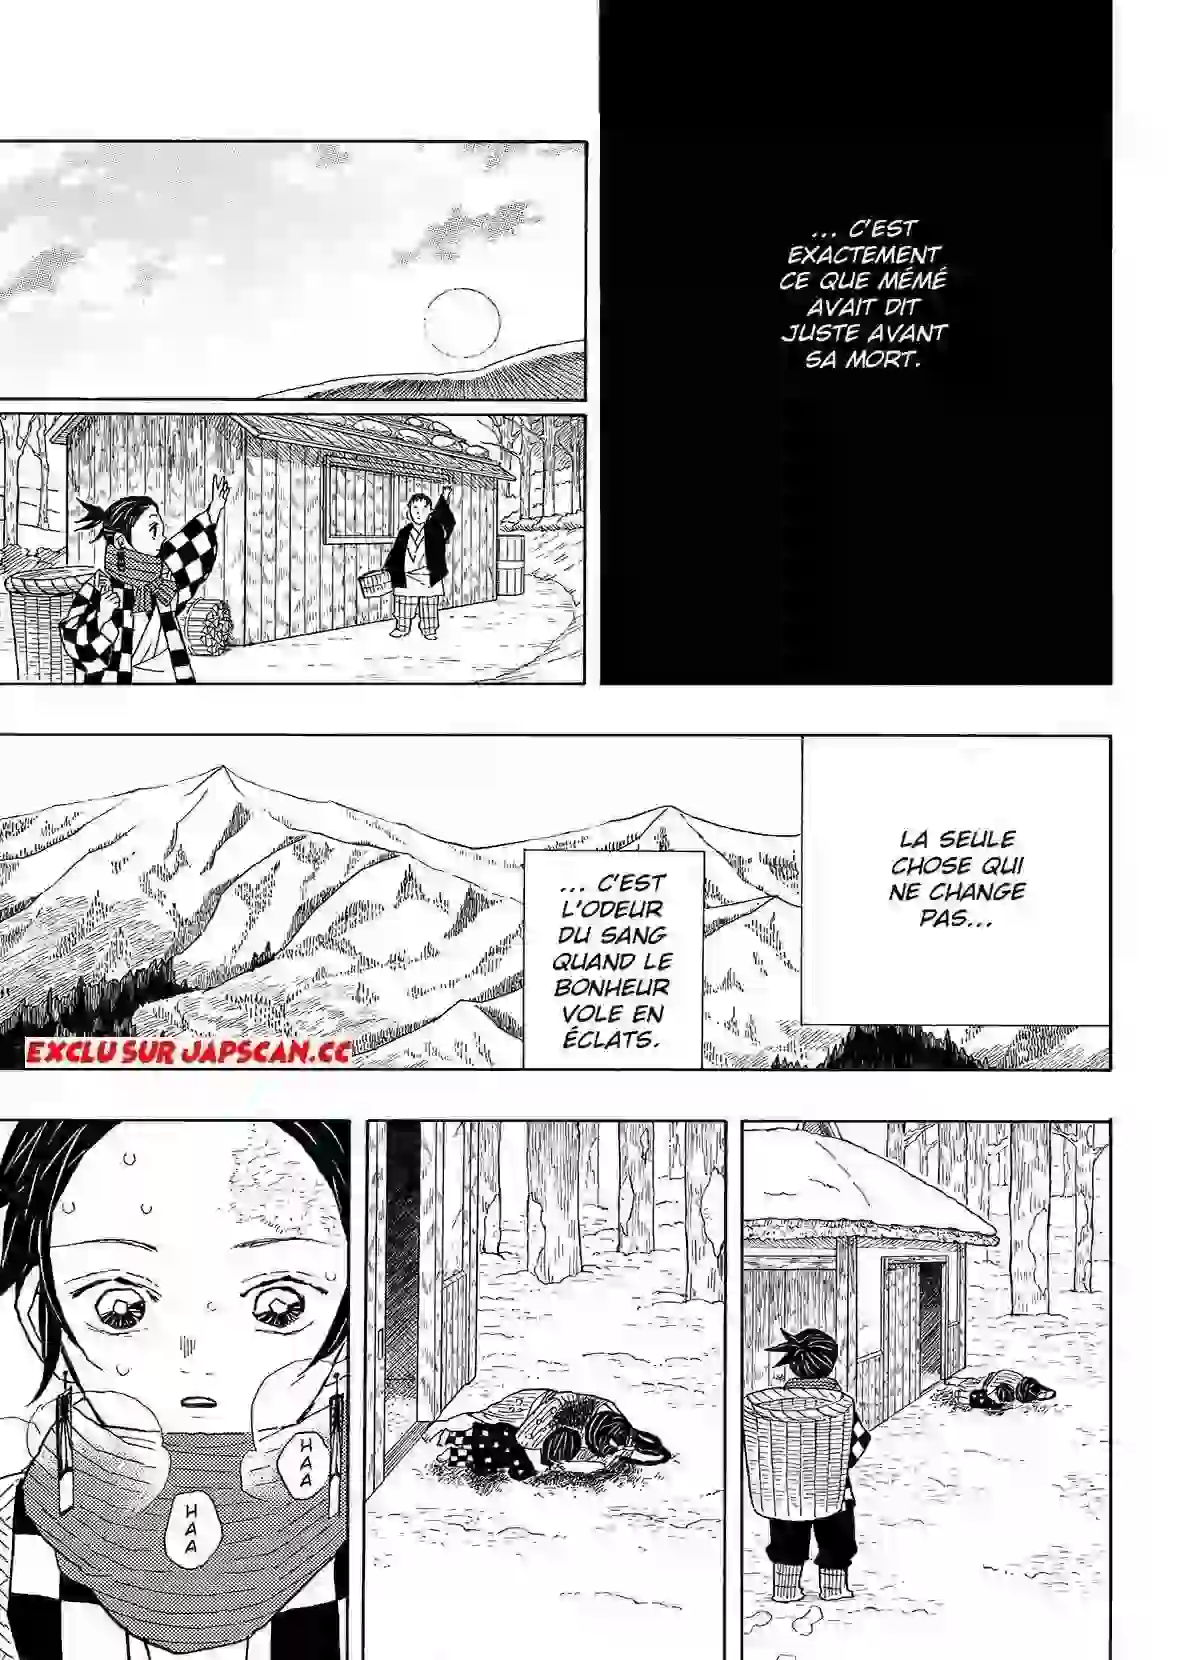 ... C'EST
EXACTEMENT
CE QUE MÉMÉ
AVAIT DIT
JUSTE AVANT
SA MORT.
LA SEULE
CHOSE QUI
NE CHANGE
PAS...
... C'EST
L'ODEUR
DU SANG
QUAND LE
BONHEUR
VOLE EN
ÉCLATS.
EXCLU SUR JAPSCAN.CC
HAA
HAA